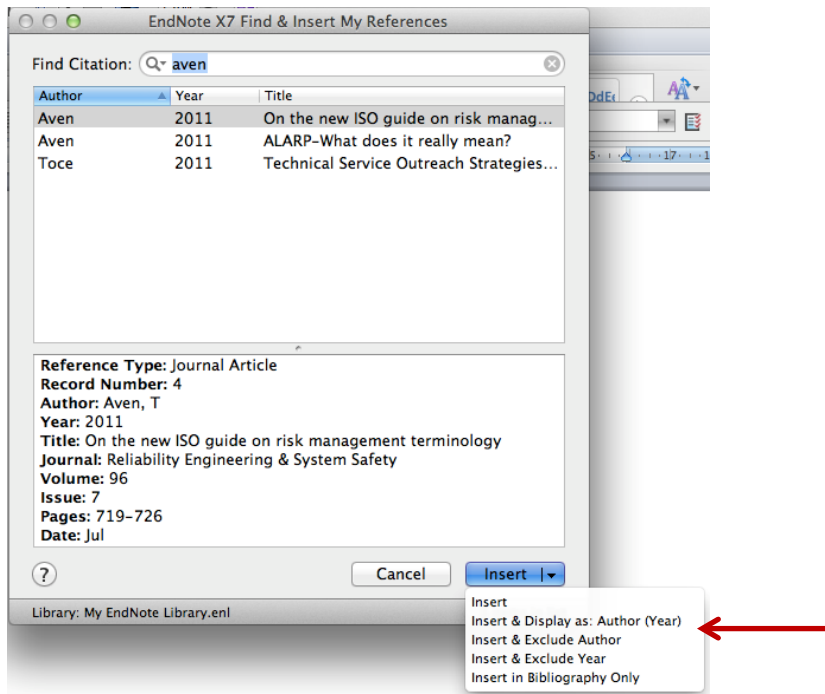 EndNote X7 Find & Insert My References
Find Citation: aven
Author Year Title
Aven 2011 On the new ISO guide on risk manag...
Aven 2011 ALARP–What does it really mean?
Toce 2011 Technical Service Outreach Strategies...
Reference Type: Journal Article
Record Number: 4
Author: Aven, T
Year: 2011
Title: On the new ISO guide on risk management terminology
Journal: Reliability Engineering & System Safety
Volume: 96
Issue: 7
Pages: 719–726
Date: Jul
? Cancel Insert
Library: My EndNote Library.enl
Insert
Insert & Display as: Author (Year)
Insert & Exclude Author
Insert & Exclude Year
Insert in Bibliography Only
17